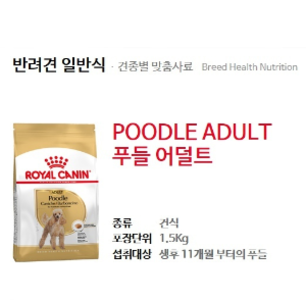 반려견 일반식 · 견종별 맞춤사료 Breed Health Nutrition
POODLE ADULT
푸들 어덜트
ROYAL CANIN
ADULT
Poodle
종류 건식
포장단위 1.5Kg
섭취대상 생후 11개월 부터의 푸들